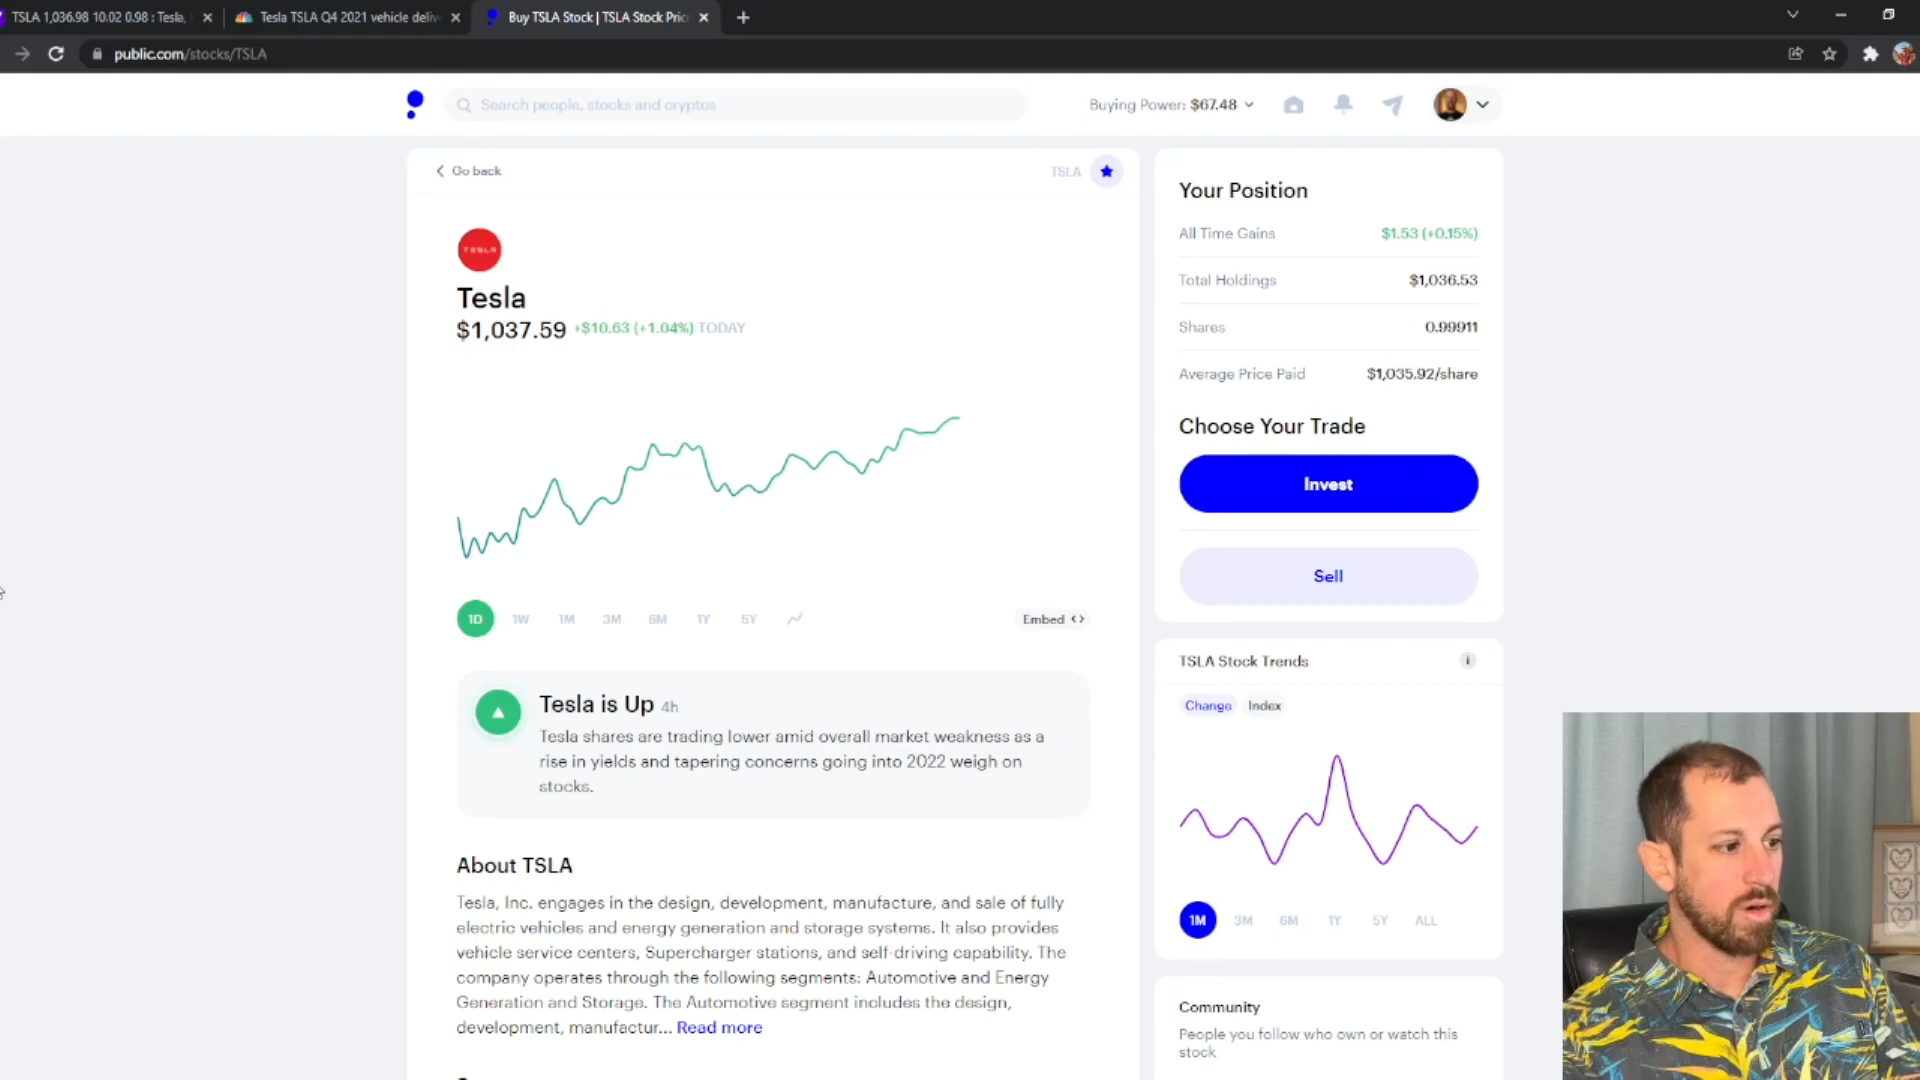 TSLA 1,036.98 10.02 0.98 : Tesla,
Tesla TSLA Q4 2021 vehicle deliv
Buy TSLA Stock | TSLA Stock Pric
public.com/stocks/TSLA
Search people, stocks and cryptos
Buying Power: $67.48
Go back
TSLA
TESLA
Tesla
$1,037.59 +$10.63 (+1.04%) TODAY
1D 1W 1M 3M 6M 1Y 5Y
Embed <>
Tesla is Up 4h
Tesla shares are trading lower amid overall market weakness as a
rise in yields and tapering concerns going into 2022 weigh on
stocks.
About TSLA
Tesla, Inc. engages in the design, development, manufacture, and sale of fully
electric vehicles and energy generation and storage systems. It also provides
vehicle service centers, Supercharger stations, and self-driving capability. The
company operates through the following segments: Automotive and Energy
Generation and Storage. The Automotive segment includes the design,
development, manufactur... Read more
Your Position
All Time Gains $1.53 (+0.15%)
Total Holdings $1,036.53
Shares 0.99911
Average Price Paid $1,035.92/share
Choose Your Trade
Invest
Sell
TSLA Stock Trends i
Change Index
1M 3M 6M 1Y 5Y ALL
Community
People you follow who own or watch this
stock